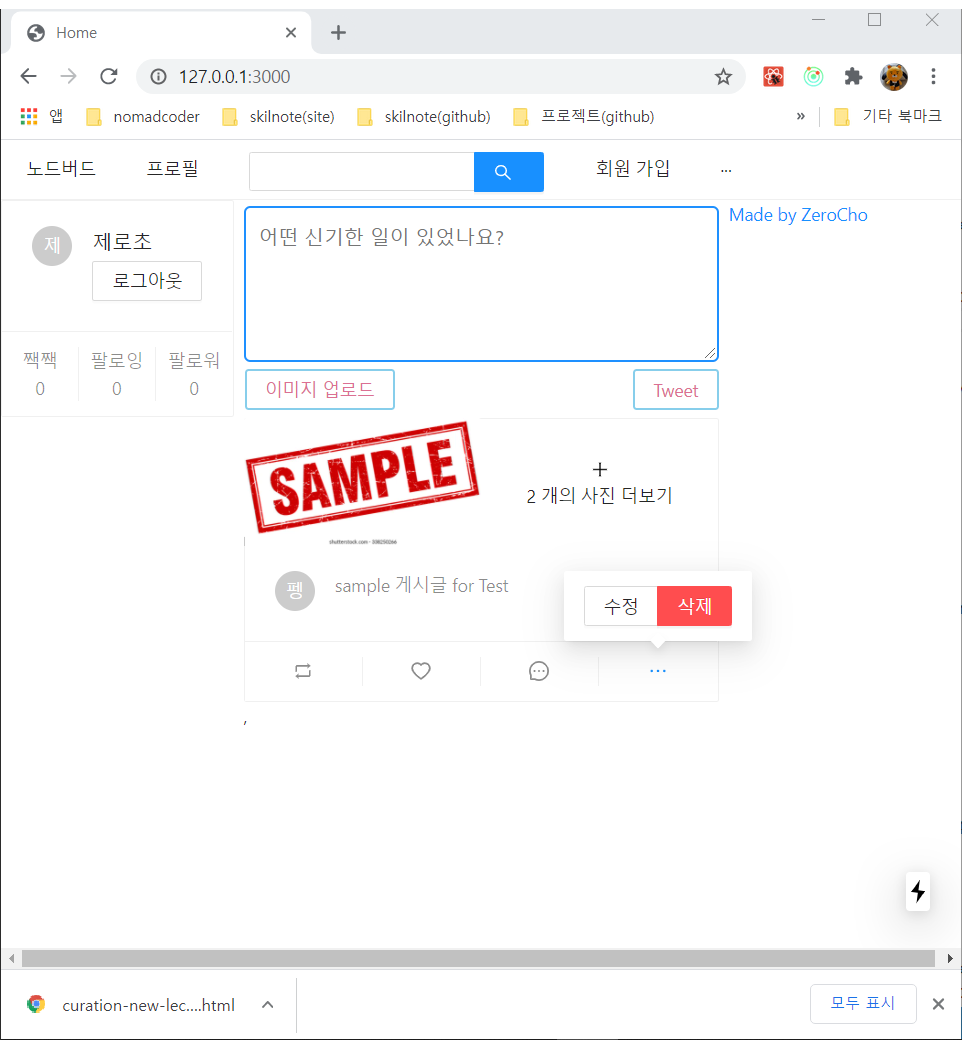 Home
127.0.0.1:3000
앱 nomadcoder skilnote(site) skilnote(github) 프로젝트(github) » 기타 북마크
노드버드 프로필 회원 가입 ...
제 제로초
로그아웃
짹짹 팔로잉 팔로워
0 0 0
어떤 신기한 일이 있었나요?
이미지 업로드 Tweet
Made by ZeroCho
SAMPLE
shutterstock.com · 338250266
2 개의 사진 더보기
펭 sample 게시글 for Test
수정 삭제
,
curation-new-lec....html 모두 표시